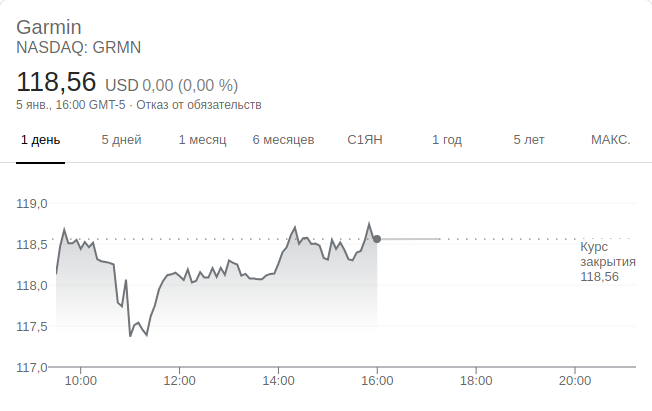 Garmin
NASDAQ: GRMN
118,56 USD 0,00 (0,00 %)
5 янв., 16:00 GMT-5 · Отказ от обязательств
1 день 5 дней 1 месяц 6 месяцев С1ЯН 1 год 5 лет МАКС.
119,0
118,5
Курс
закрытия
118,56
118,0
117,5
117,0
10:00 12:00 14:00 16:00 18:00 20:00